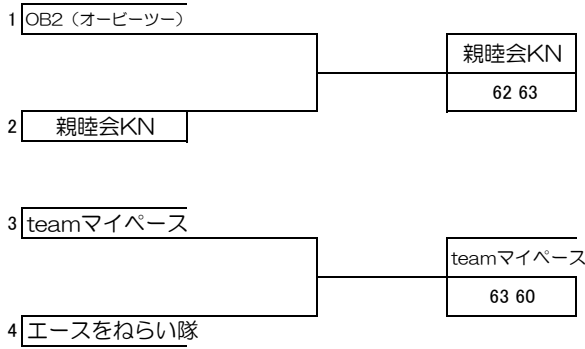 1 OB2（オービーツー）
親睦会KN
62 63
2 親睦会KN
3 teamマイペース
teamマイペース
63 60
4 エースをねらい隊